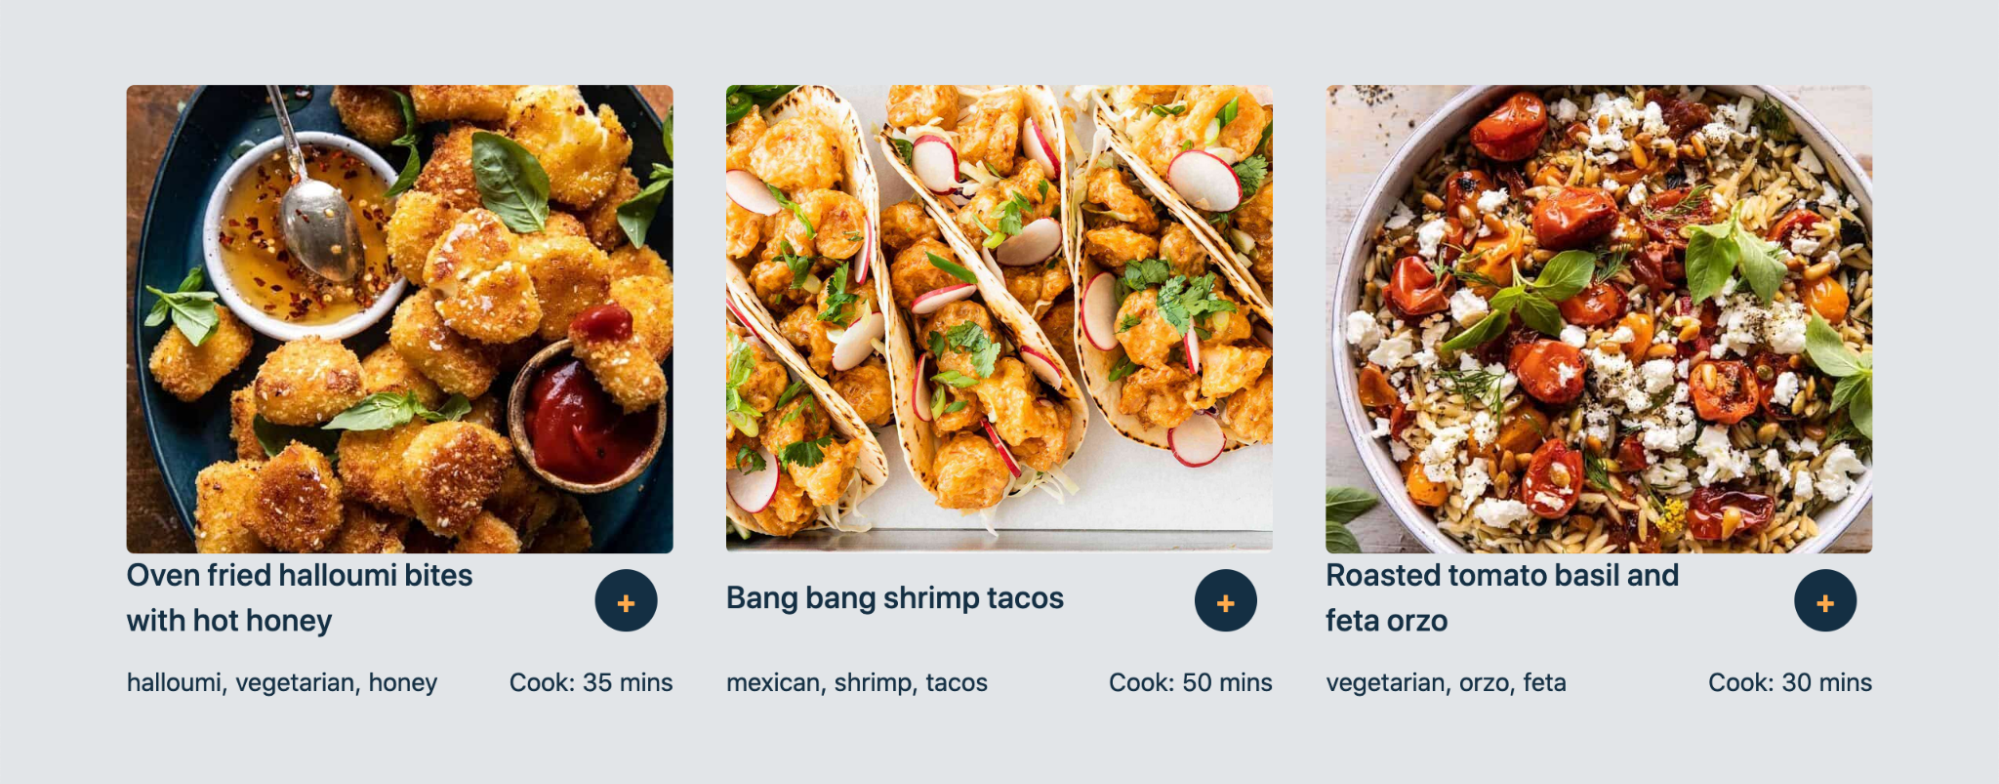 Oven fried halloumi bites
with hot honey
+
halloumi, vegetarian, honey
Cook: 35 mins
Bang bang shrimp tacos
+
mexican, shrimp, tacos
Cook: 50 mins
Roasted tomato basil and
feta orzo
+
vegetarian, orzo, feta
Cook: 30 mins